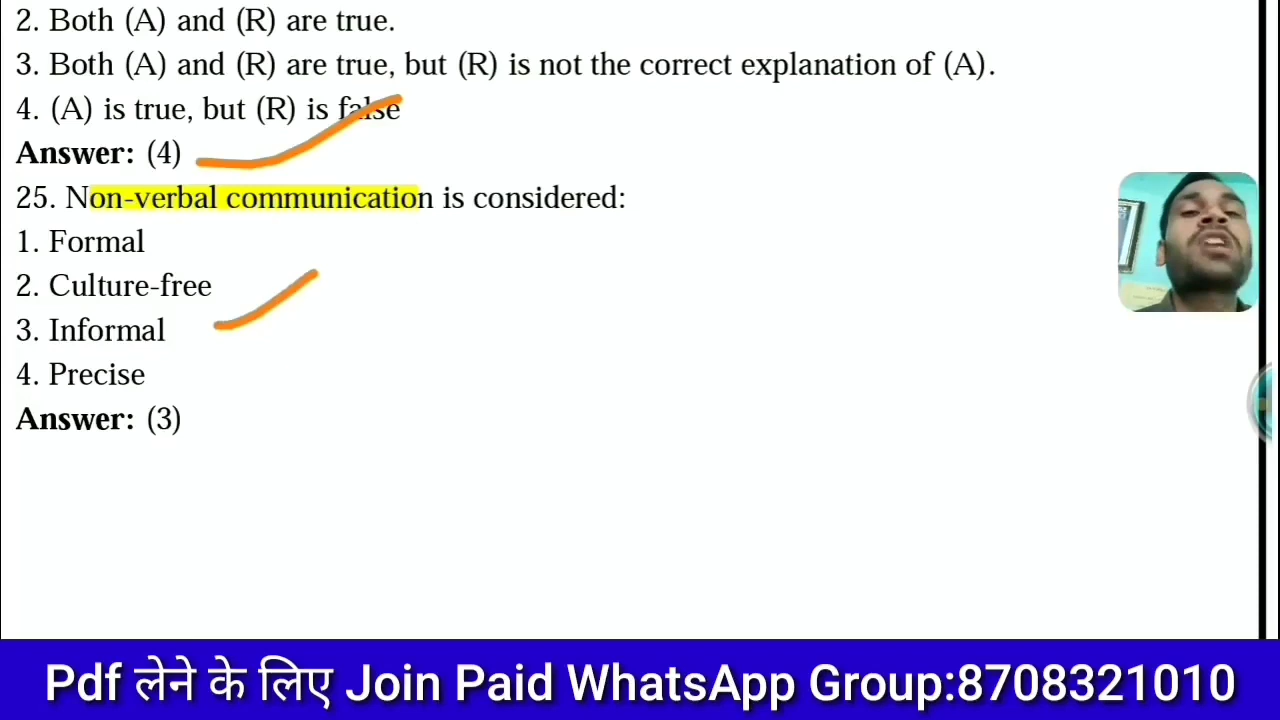 2. Both (A) and (R) are true.
3. Both (A) and (R) are true, but (R) is not the correct explanation of (A).
4. (A) is true, but (R) is false
Answer: (4)
25. Non-verbal communication is considered:
1. Formal
2. Culture-free
3. Informal
4. Precise
Answer: (3)
Pdf लेने के लिए Join Paid WhatsApp Group:8708321010